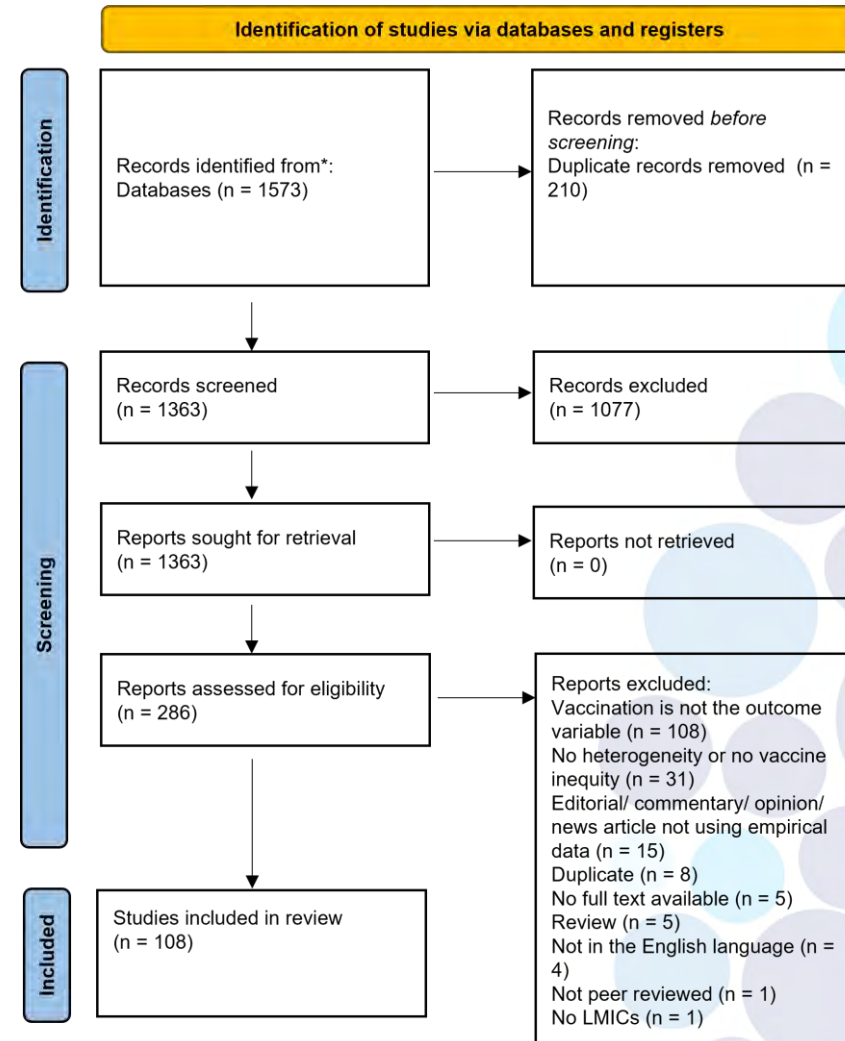 Identification of studies via databases and registers
Identification
Records identified from*:
Databases (n = 1573)
Records removed before
screening:
Duplicate records removed  (n =
210)
Screening
Records screened
(n = 1363)
Records excluded
(n = 1077)
Reports sought for retrieval
(n = 1363)
Reports not retrieved
(n = 0)
Reports assessed for eligibility
(n = 286)
Reports excluded:
Vaccination is not the outcome
variable (n = 108)
No heterogeneity or no vaccine
inequity (n = 31)
Editorial/ commentary/ opinion/
news article not using empirical
data (n = 15)
Duplicate (n = 8)
No full text available (n = 5)
Review (n = 5)
Not in the English language (n =
4)
Not peer reviewed (n = 1)
No LMICs (n = 1)
Included
Studies included in review
(n = 108)